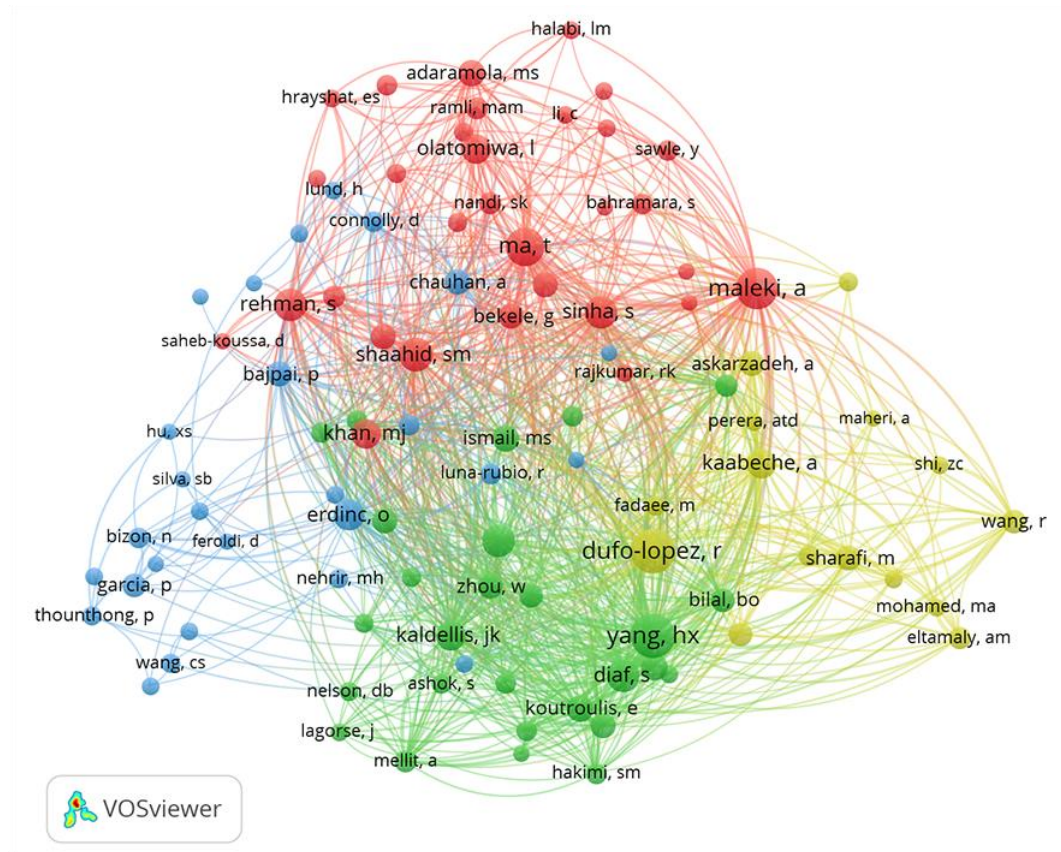 halabi, lm
adaramola, ms
hrayshat, es
ramli, mam
li, c
olatomiwa, l
sawle, y
lund, h
nandi, sk
bahramara, s
connolly, d
ma, t
chauhan, a
maleki, a
rehman, s
bekele, g
sinha, s
saheb-koussa, d
shaahid, sm
bajpai, p
rajkumar, rk
askarzadeh, a
perera, atd
maheri, a
hu, xs
khan, mj
ismail, ms
kaabeche, a
shi, zc
silva, sb
luna-rubio, r
fadaee, m
erdinc, o
wang, r
bizon, n
feroldi, d
dufo-lopez, r
sharafi, m
garcia, p
nehrir, mh
zhou, w
bilal, bo
mohamed, ma
thounthong, p
kaldellis, jk
yang, hx
eltamaly, am
wang, cs
diaf, s
nelson, db
ashok, s
koutroulis, e
lagorse, j
mellit, a
hakimi, sm
VOSviewer